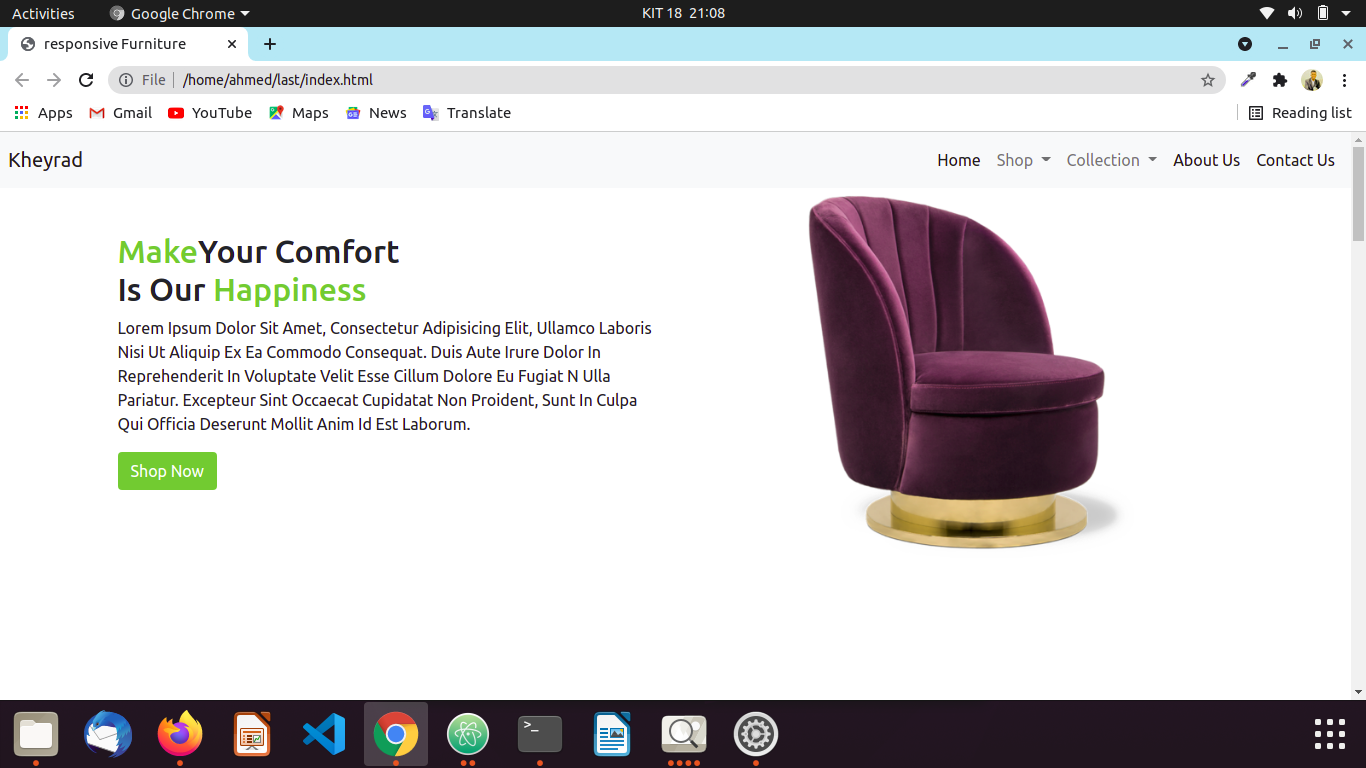 Activities
Google Chrome
KIT 18 21:08
responsive Furniture
File
/home/ahmed/last/index.html
Apps
Gmail
YouTube
Maps
News
Translate
Reading list
Kheyrad
Home
Shop
Collection
About Us
Contact Us
MakeYour Comfort
Is Our Happiness
Lorem Ipsum Dolor Sit Amet, Consectetur Adipisicing Elit, Ullamco Laboris
Nisi Ut Aliquip Ex Ea Commodo Consequat. Duis Aute Irure Dolor In
Reprehenderit In Voluptate Velit Esse Cillum Dolore Eu Fugiat N Ulla
Pariatur. Excepteur Sint Occaecat Cupidatat Non Proident, Sunt In Culpa
Qui Officia Deserunt Mollit Anim Id Est Laborum.
Shop Now